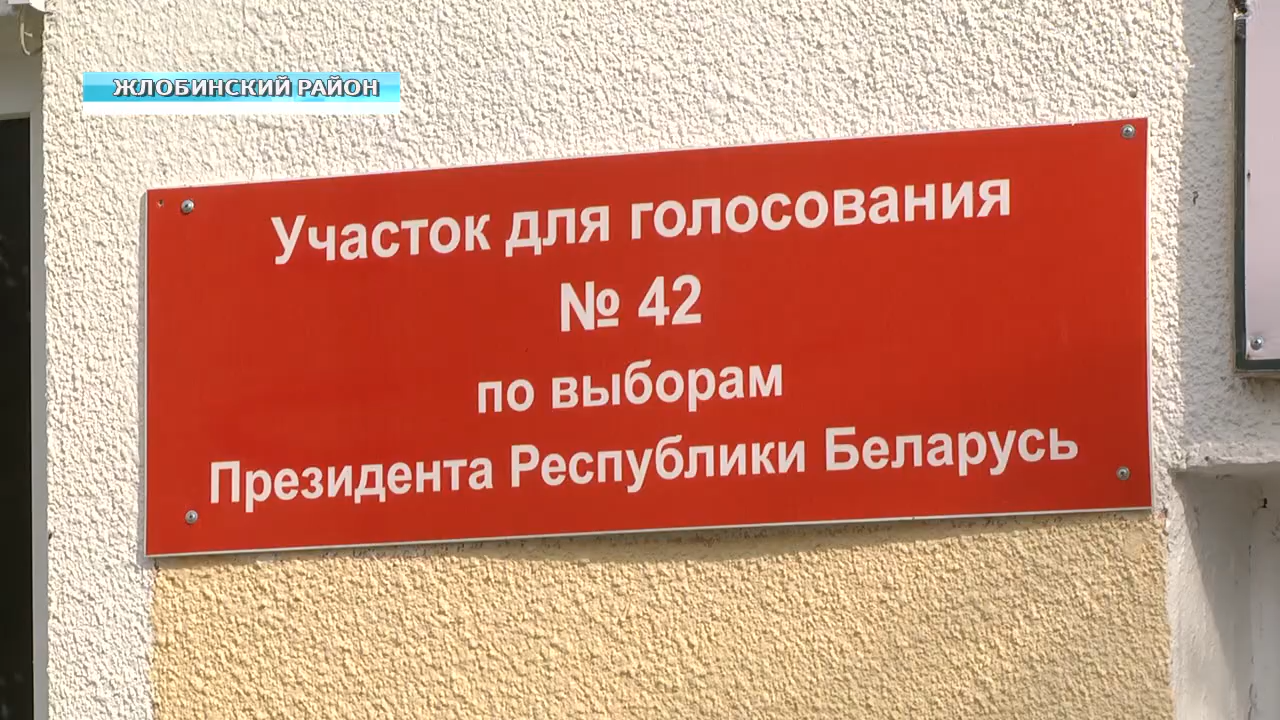 ЖЛОБИНСКИЙ РАЙОН
Участок для голосования
№ 42
по выборам
Президента Республики Беларусь